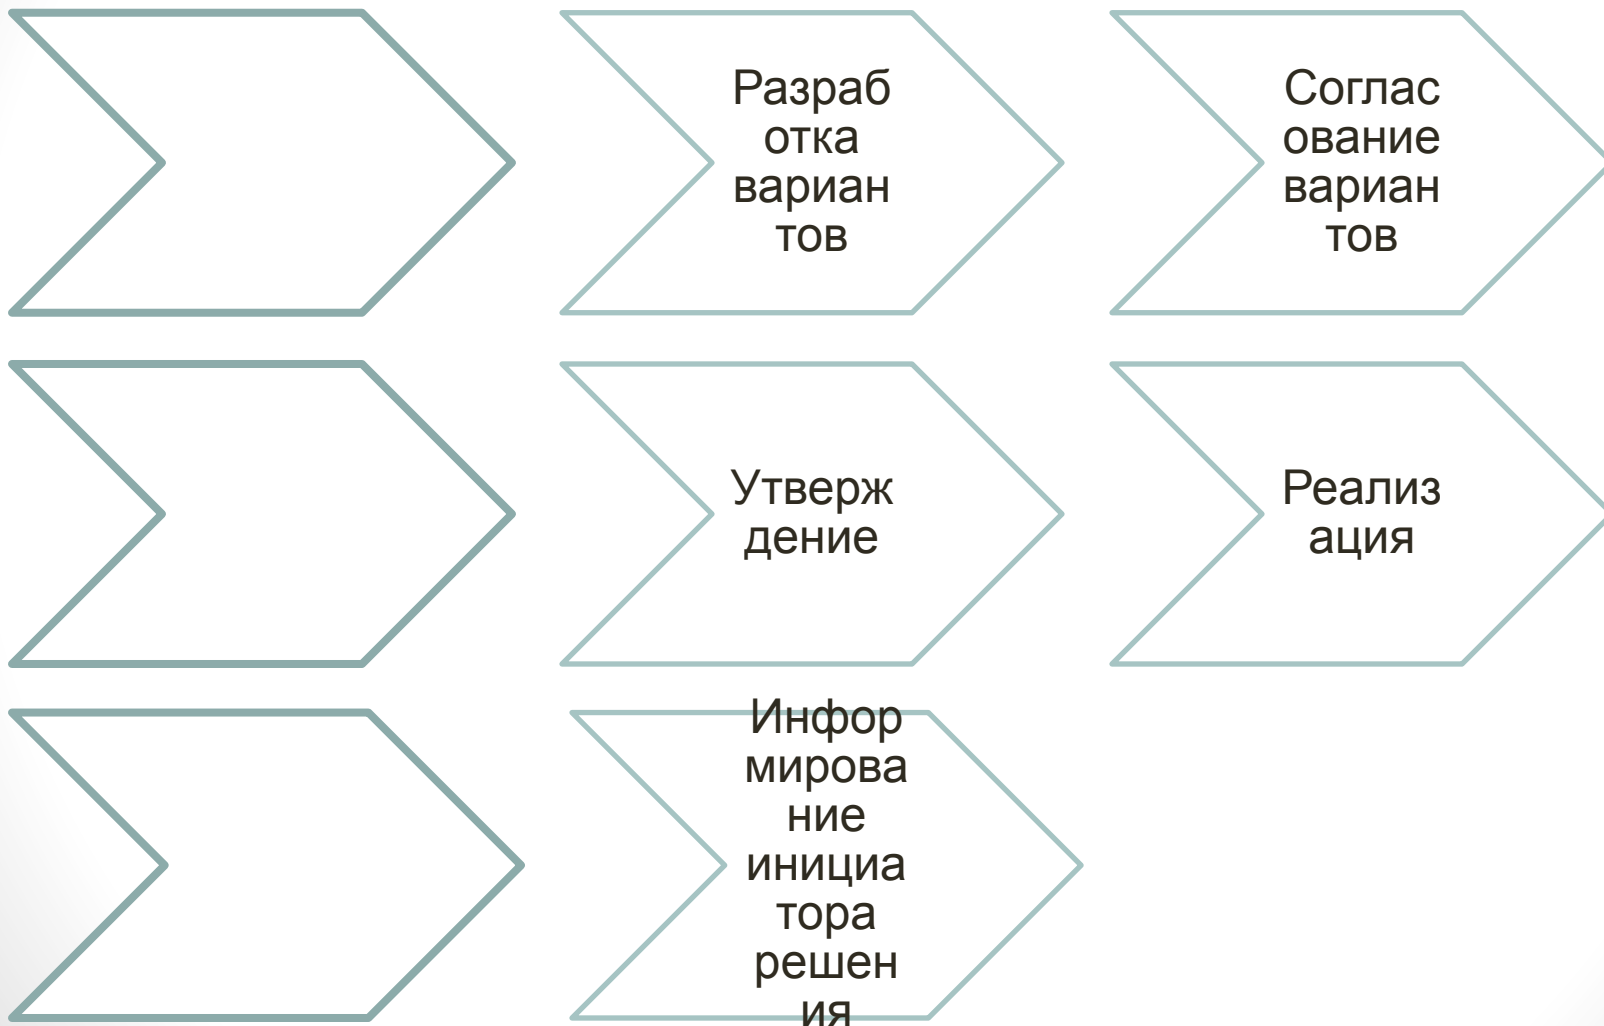 Разраб
отка
вариан
тов
Соглас
ование
вариан
тов
Утверж
дение
Реализ
ация
Инфор
мирова
ние
инициа
тора
решен
ия